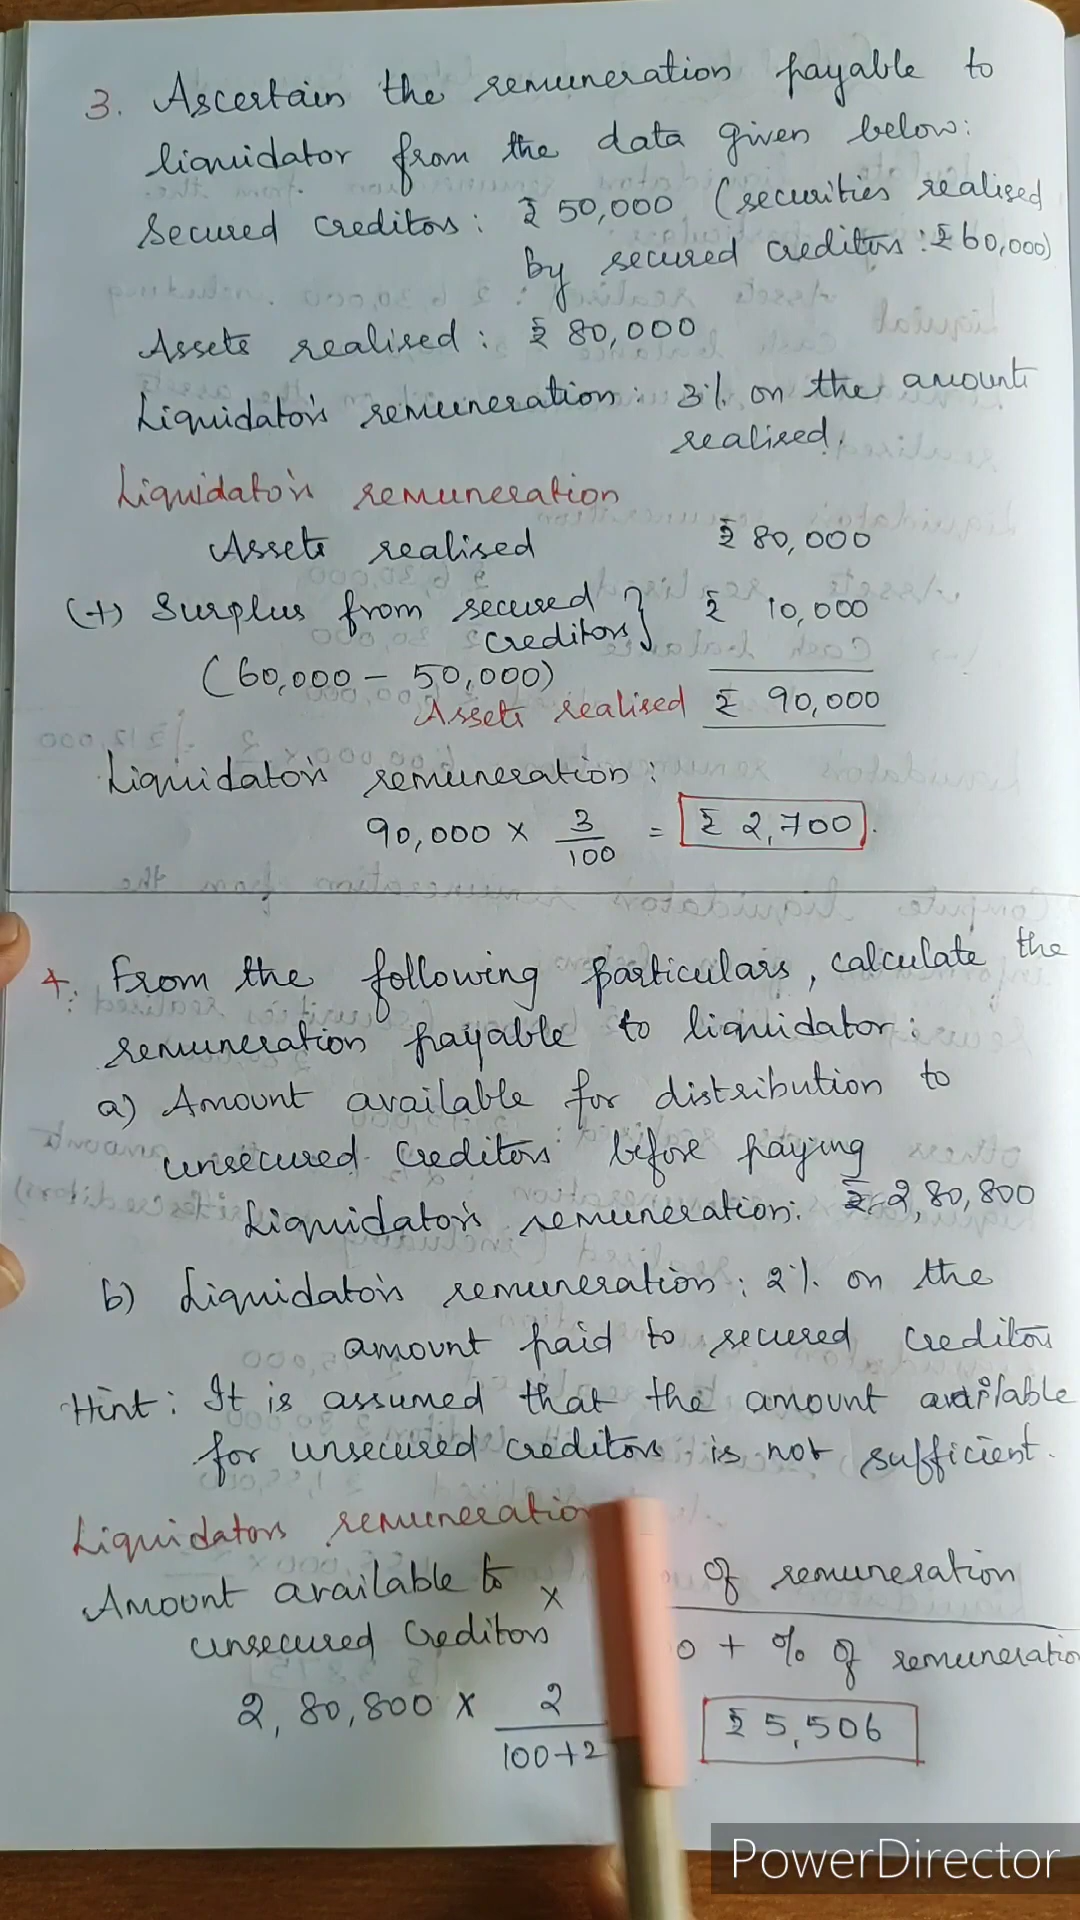 3. Ascertain the remuneration payable to
liquidator from the data given below:
Secured creditors: ₹ 50,000 (securities realised
by secured creditors: ₹ 60,000)
Assets realised: ₹ 80,000
Liquidator's remuneration: 3% on the amount
realised.
Liquidator's remuneration
Assets realised ₹ 80,000
(+) Surplus from secured creditors } ₹ 10,000
(60,000 - 50,000)
Assets realised ₹ 90,000
Liquidator's remuneration:
90,000 × 3/100 = ₹ 2,700.
4. From the following particulars, calculate the
remuneration payable to liquidator:
a) Amount available for distribution to
unsecured creditors before paying
Liquidator's remuneration: ₹ 2,80,800
b) Liquidator's remuneration: 2% on the
amount paid to secured creditors
Hint: It is assumed that the amount available
for unsecured creditors is not sufficient.
Liquidators remuneration
Amount available to × of remuneration
unsecured Creditors 0 + % of remuneration
2,80,800 × 2/100+2 ₹ 5,506
PowerDirector